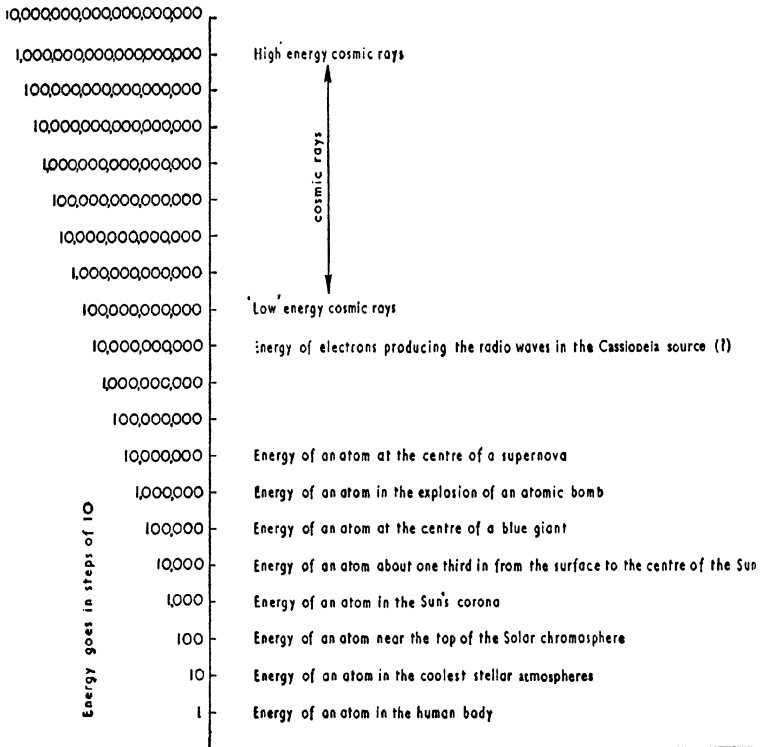 10,000,000,000,000,000,000
1,000,000,000,000,000,000 High energy cosmic rays
100,000,000,000,000,000
10,000,000,000,000,000
1,000,000,000,000,000
cosmic rays
100,000,000,000,000
10,000,000,000,000
1,000,000,000,000
100,000,000,000 'Low' energy cosmic rays
10,000,000,000 Energy of electrons producing the radio waves in the Cassiopeia source (?)
1,000,000,000
100,000,000
10,000,000 Energy of an atom at the centre of a supernova
1,000,000 Energy of an atom in the explosion of an atomic bomb
100,000 Energy of an atom at the centre of a blue giant
10,000 Energy of an atom about one third in from the surface to the centre of the Sun
1,000 Energy of an atom in the Sun's corona
100 Energy of an atom near the top of the Solar chromosphere
10 Energy of an atom in the coolest stellar atmospheres
1 Energy of an atom in the human body
Energy goes in steps of 10